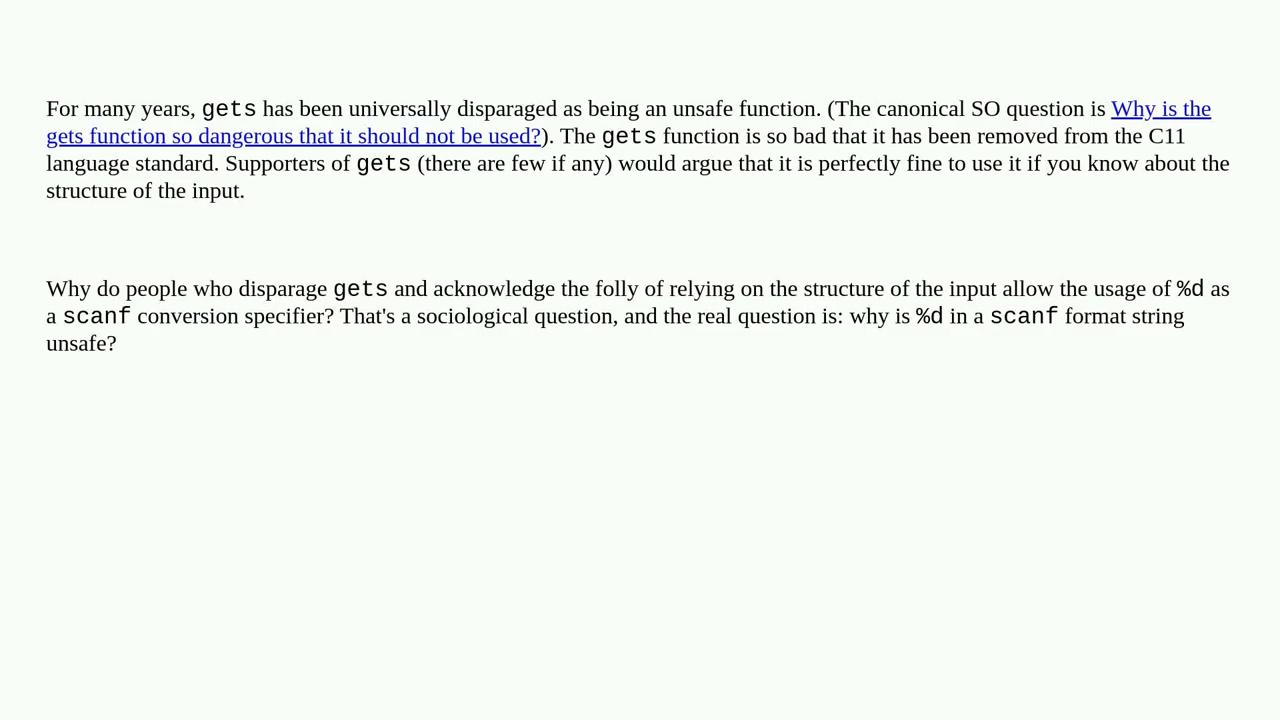 For many years, gets has been universally disparaged as being an unsafe function. (The canonical SO question is Why is the
gets function so dangerous that it should not be used?). The gets function is so bad that it has been removed from the C11
language standard. Supporters of gets (there are few if any) would argue that it is perfectly fine to use it if you know about the
structure of the input.
Why do people who disparage gets and acknowledge the folly of relying on the structure of the input allow the usage of %d as
a scanf conversion specifier? That's a sociological question, and the real question is: why is %d in a scanf format string
unsafe?